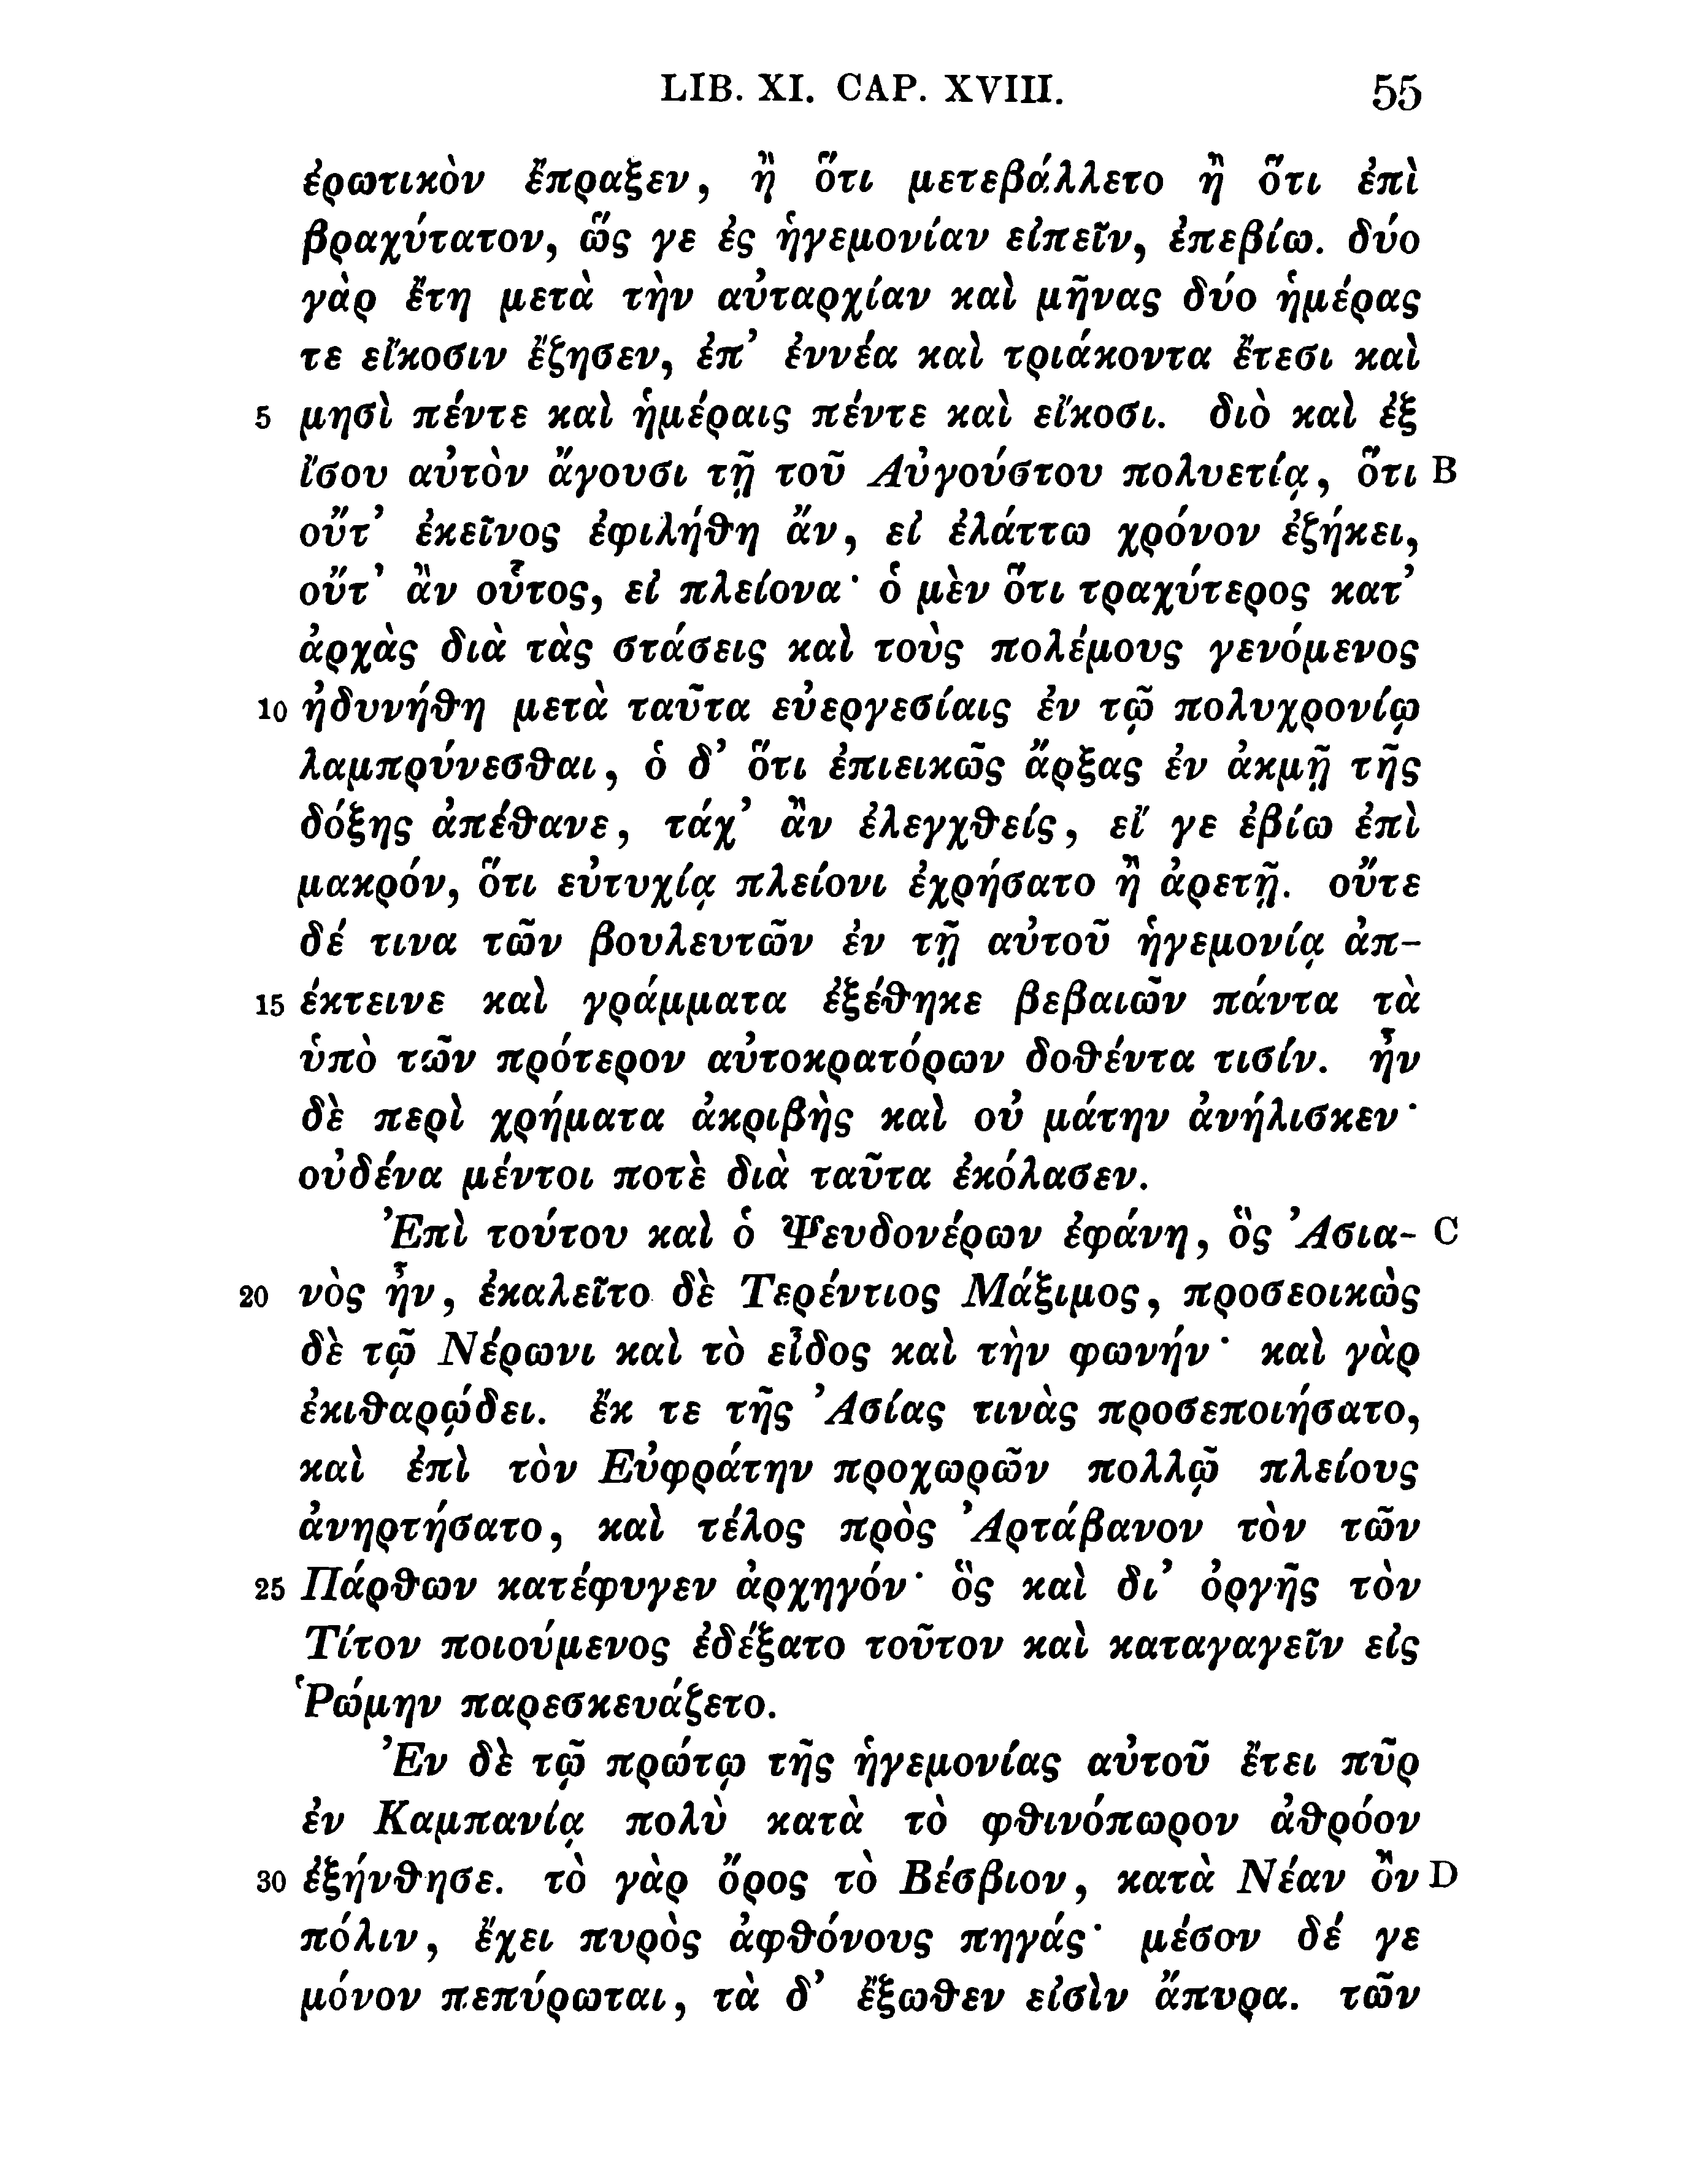 LIB. XI. CAP. XVIII. 55
ἐρωτικὸν ἔπραξεν, ἢ ὅτι μετεβάλλετο ἢ ὅτι ἐπὶ
βραχύτατον, ὥς γε ἐς ἡγεμονίαν εἰπεῖν, ἐπεβίω. δύο
γὰρ ἔτη μετὰ τὴν αὐταρχίαν καὶ μῆνας δύο ἡμέρας
τε εἴκοσιν ἔζησεν, ἐπ’ ἐννέα καὶ τριάκοντα ἔτεσι καὶ
5 μησὶ πέντε καὶ ἡμέραις πέντε καὶ εἴκοσι. διὸ καὶ ἐξ
ἴσου αὐτὸν ἄγουσι τῇ τοῦ Αὐγούστου πολυετίᾳ, ὅτι B
οὔτ’ ἐκεῖνος ἐφιλήθη ἄν, εἰ ἐλάττω χρόνον ἐζήκει,
οὔτ’ ἂν οὗτος, εἰ πλείονα· ὁ μὲν ὅτι τραχύτερος κατ’
ἀρχὰς διὰ τὰς στάσεις καὶ τοὺς πολέμους γενόμενος
10 ἠδυνήθη μετὰ ταῦτα εὐεργεσίαις ἐν τῷ πολυχρονίῳ
λαμπρύνεσθαι, ὁ δ’ ὅτι ἐπιεικῶς ἄρξας ἐν ἀκμῇ τῆς
δόξης ἀπέθανε, τάχ’ ἂν ἐλεγχθείς, εἴ γε ἐβίω ἐπὶ
μακρόν, ὅτι εὐτυχίᾳ πλείονι ἐχρήσατο ἢ ἀρετῇ. οὔτε
δέ τινα τῶν βουλευτῶν ἐν τῇ αὐτοῦ ἡγεμονίᾳ ἀπ-
15 έκτεινε καὶ γράμματα ἐξέθηκε βεβαιῶν πάντα τὰ
ὑπὸ τῶν πρότερον αὐτοκρατόρων δοθέντα τισίν. ἦν
δὲ περὶ χρήματα ἀκριβὴς καὶ οὐ μάτην ἀνήλισκεν·
οὐδένα μέντοι ποτὲ διὰ ταῦτα ἐκόλασεν.
Ἐπὶ τούτου καὶ ὁ Ψευδονέρων ἐφάνη, ὃς Ἀσια- C
20 νὸς ἦν, ἐκαλεῖτο δὲ Τερέντιος Μάξιμος, προσεοικὼς
δὲ τῷ Νέρωνι καὶ τὸ εἶδος καὶ τὴν φωνήν· καὶ γὰρ
ἐκιθαρῴδει. ἔκ τε τῆς Ἀσίας τινὰς προσεποιήσατο,
καὶ ἐπὶ τὸν Εὐφράτην προχωρῶν πολλῷ πλείους
ἀνηρτήσατο, καὶ τέλος πρὸς Ἀρτάβανον τὸν τῶν
25 Πάρθων κατέφυγεν ἀρχηγόν· ὃς καὶ δι’ ὀργῆς τὸν
Τίτον ποιούμενος ἐδέξατο τοῦτον καὶ καταγαγεῖν εἰς
Ῥώμην παρεσκευάζετο.
Ἐν δὲ τῷ πρώτῳ τῆς ἡγεμονίας αὐτοῦ ἔτει πῦρ
ἐν Καμπανίᾳ πολὺ κατὰ τὸ φθινόπωρον ἀθρόον
30 ἐξήνθησε. τὸ γὰρ ὄρος τὸ Βέσβιον, κατὰ Νέαν ὂν D
πόλιν, ἔχει πυρὸς ἀφθόνους πηγάς· μέσον δέ γε
μόνον πεπύρωται, τὰ δ’ ἔξωθεν εἰσὶν ἄπυρα. τῶν